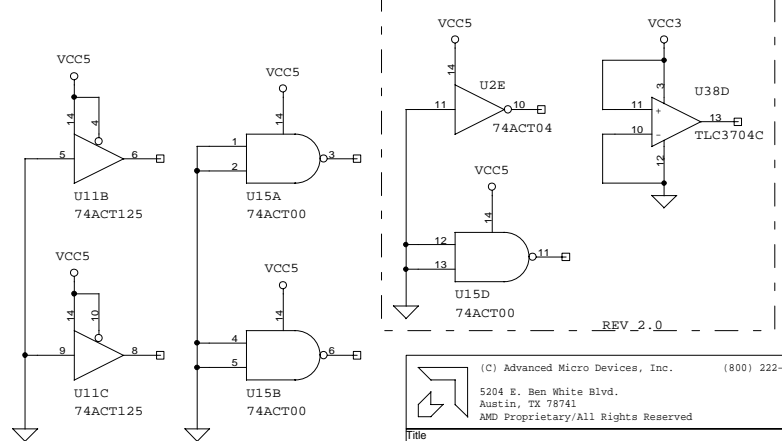 VCC5
14
4
5
6
U11B
74ACT125
VCC5
14
10
9
8
U11C
74ACT125
VCC5
14
1
2
3
U15A
74ACT00
VCC5
14
4
5
6
U15B
74ACT00
VCC5
14
U2E
11
10
74ACT04
VCC5
14
12
13
11
U15D
74ACT00
VCC3
3
U38D
11
+
13
10
-
TLC3704C
12
REV 2.0
(C) Advanced Micro Devices, Inc. (800) 222-
5204 E. Ben White Blvd.
Austin, TX 78741
AMD Proprietary/All Rights Reserved
Title